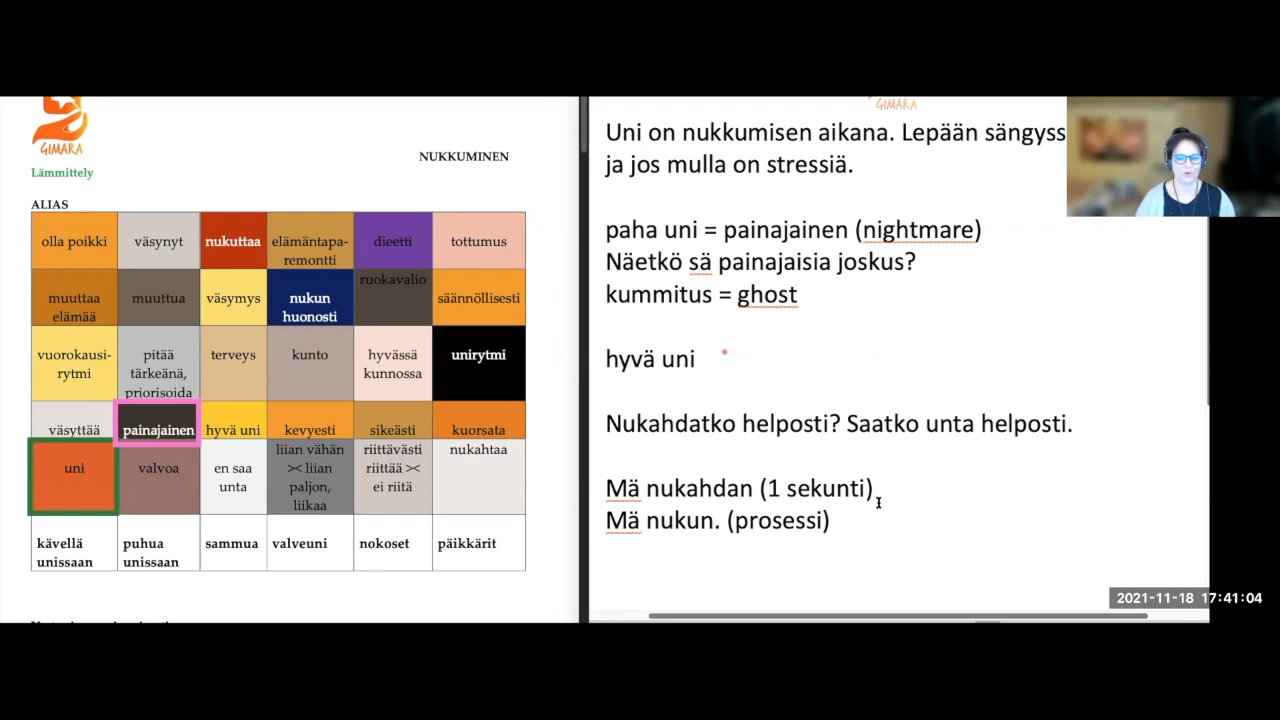 GIMARA
NUKKUMINEN
Lämmittely
ALIAS
olla poikki
väsynyt
nukuttaa
elämäntapa-
remontti
dieetti
tottumus
muuttaa
elämää
muuttua
väsymys
nukun
huonosti
ruokavalio
säännöllisesti
vuorokausi-
rytmi
pitää
tärkeänä,
priorisoida
terveys
kunto
hyvässä
kunnossa
unirytmi
väsyttää
painajainen
hyvä uni
kevyesti
sikeästi
kuorsata
uni
valvoa
en saa
unta
liian vähän
>< liian
paljon,
liikaa
riittävästi
riittää ><
ei riitä
nukahtaa
kävellä
unissaan
puhua
unissaan
sammua
valveuni
nokoset
päikkärit
GIMARA
Uni on nukkumisen aikana. Lepään sängyss
ja jos mulla on stressiä.
paha uni = painajainen (nightmare)
Näetkö sä painajaisia joskus?
kummitus = ghost
hyvä uni
Nukahdatko helposti? Saatko unta helposti.
Mä nukahdan (1 sekunti)
Mä nukun. (prosessi)
2021-11-18 17:41:04